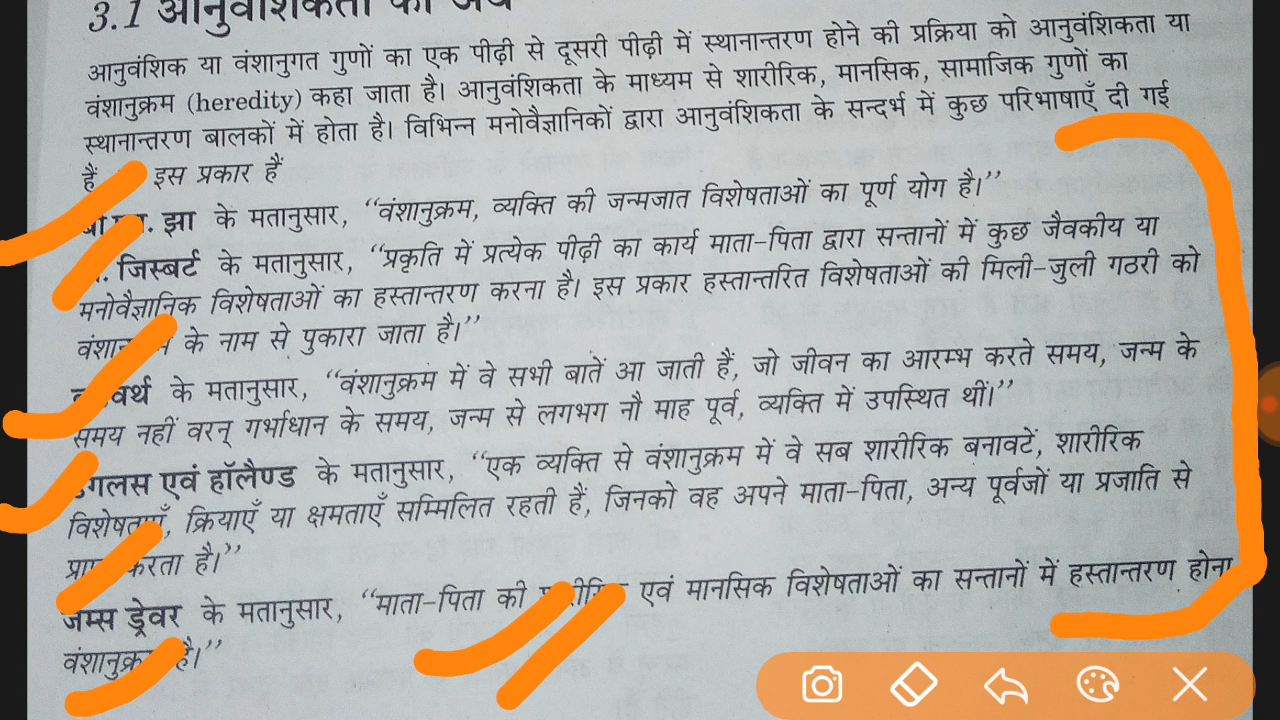 3.1 आनुवंशिकता का अर्थ
आनुवंशिक या वंशानुगत गुणों का एक पीढ़ी से दूसरी पीढ़ी में स्थानान्तरण होने की प्रक्रिया को आनुवंशिकता या
वंशानुक्रम (heredity) कहा जाता है। आनुवंशिकता के माध्यम से शारीरिक, मानसिक, सामाजिक गुणों का
स्थानान्तरण बालकों में होता है। विभिन्न मनोवैज्ञानिकों द्वारा आनुवंशिकता के सन्दर्भ में कुछ परिभाषाएँ दी गई
हैं इस प्रकार हैं
झा के मतानुसार, “वंशानुक्रम, व्यक्ति की जन्मजात विशेषताओं का पूर्ण योग है।”
जिस्बर्ट के मतानुसार, “प्रकृति में प्रत्येक पीढ़ी का कार्य माता-पिता द्वारा सन्तानों में कुछ जैवकीय या
मनोवैज्ञानिक विशेषताओं का हस्तान्तरण करना है। इस प्रकार हस्तान्तरित विशेषताओं की मिली-जुली गठरी को
वंशानुक्रम के नाम से पुकारा जाता है।”
के मतानुसार, “वंशानुक्रम में वे सभी बातें आ जाती हैं, जो जीवन का आरम्भ करते समय, जन्म के
समय नहीं वरन् गर्भाधान के समय, जन्म से लगभग नौ माह पूर्व, व्यक्ति में उपस्थित थीं।”
डगलस एवं हॉलैण्ड के मतानुसार, “एक व्यक्ति से वंशानुक्रम में वे सब शारीरिक बनावटें, शारीरिक
विशेषताएँ, क्रियाएँ या क्षमताएँ सम्मिलित रहती हैं, जिनको वह अपने माता-पिता, अन्य पूर्वजों या प्रजाति से
प्राप्त करता है।”
जेम्स ड्रेवर के मतानुसार, “माता-पिता की शारीरिक एवं मानसिक विशेषताओं का सन्तानों में हस्तान्तरण होना
वंशानुक्रम है।”